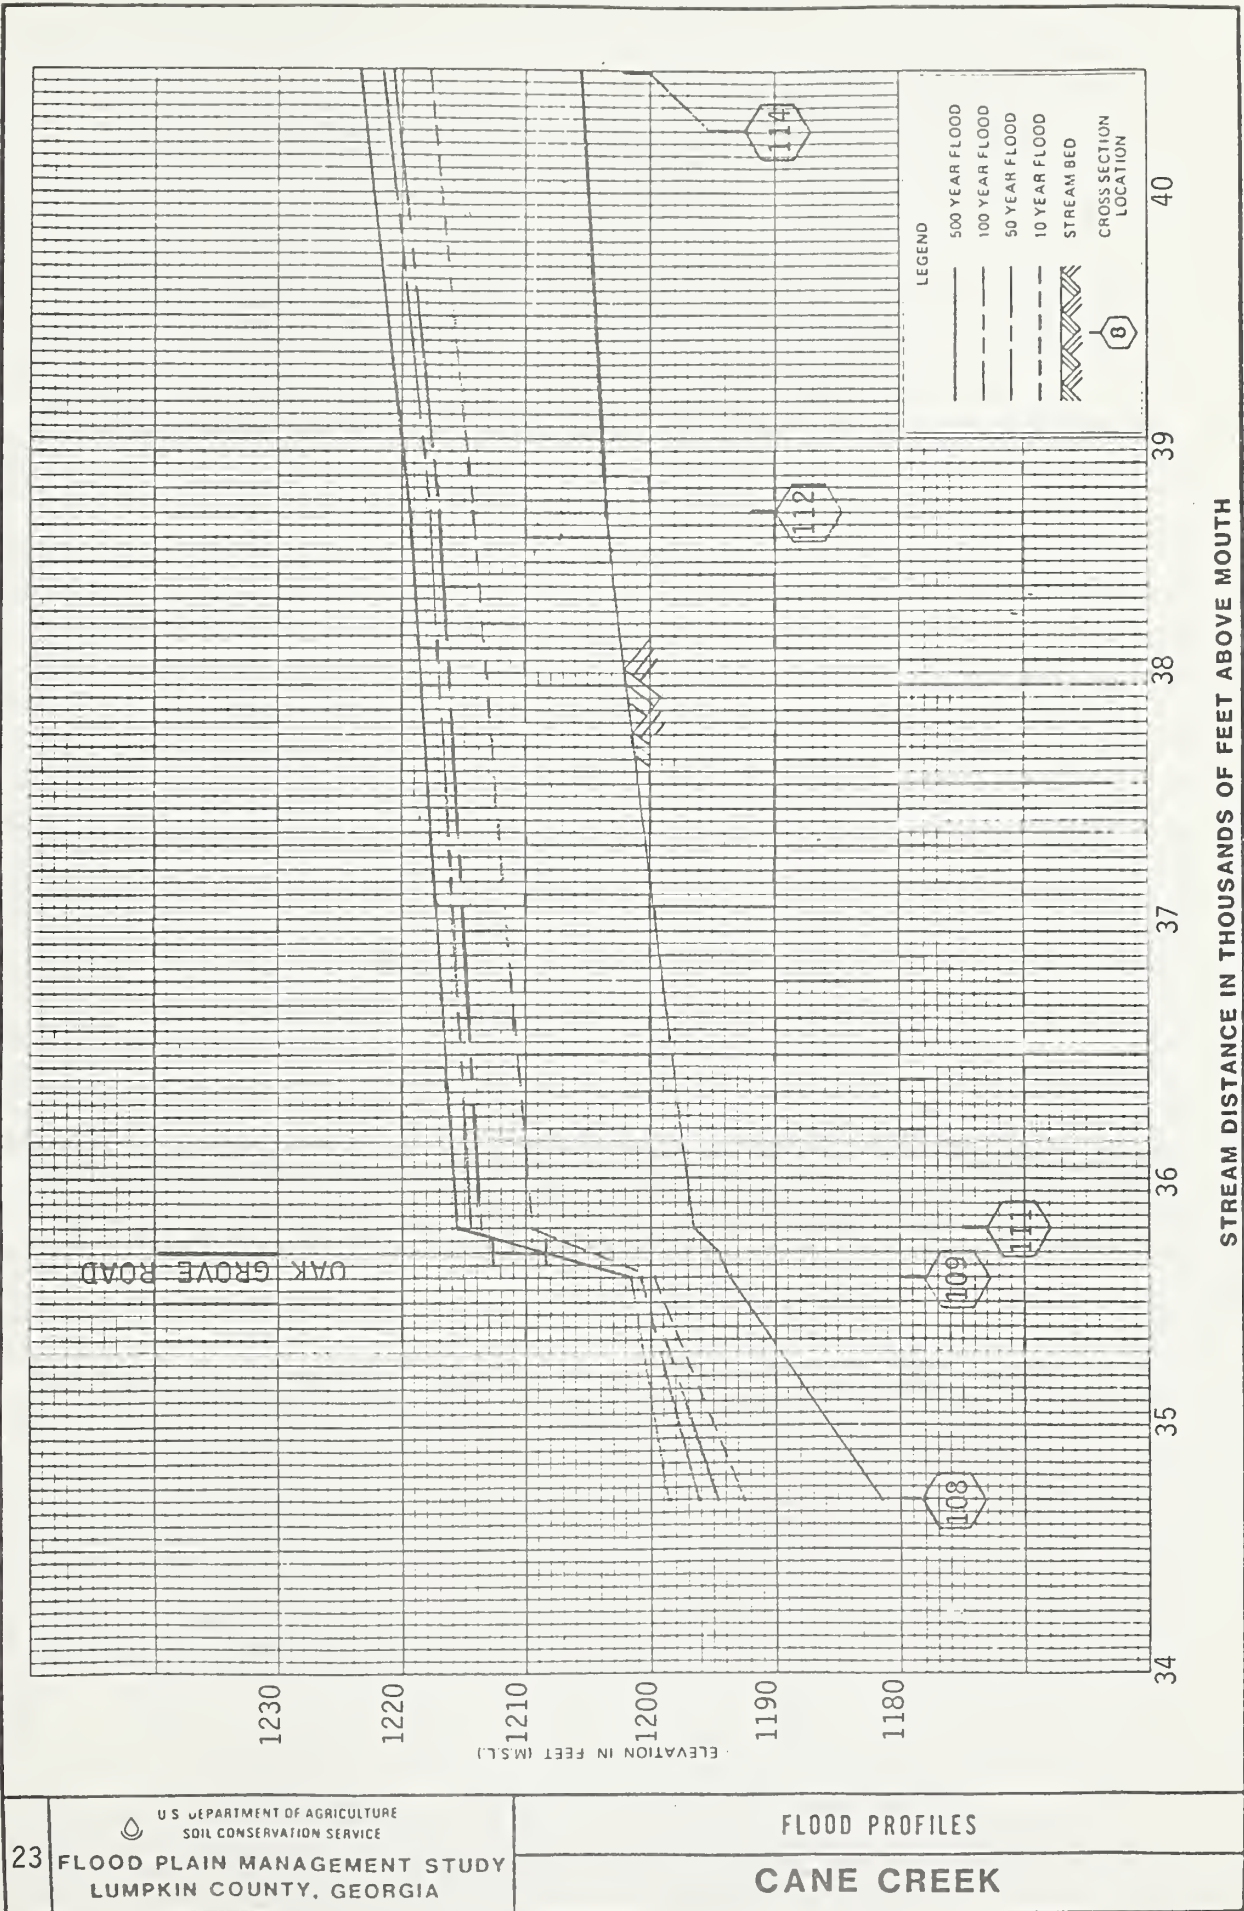 OAK GROVE ROAD
114
112
111
109
108
LEGEND
500 YEAR FLOOD
100 YEAR FLOOD
50 YEAR FLOOD
10 YEAR FLOOD
STREAM BED
CROSS SECTION
LOCATION
8
34
35
36
37
38
39
40
STREAM DISTANCE IN THOUSANDS OF FEET ABOVE MOUTH
1230
1220
1210
1200
1190
1180
ELEVATION IN FEET (M.S.L.)
23
U S DEPARTMENT OF AGRICULTURE
SOIL CONSERVATION SERVICE
FLOOD PLAIN MANAGEMENT STUDY
LUMPKIN COUNTY, GEORGIA
FLOOD PROFILES
CANE CREEK